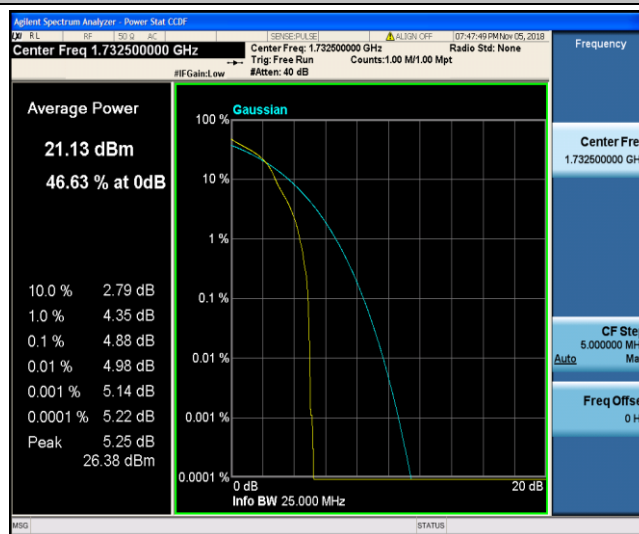 Agilent Spectrum Analyzer - Power Stat CCDF
RL RF 50 Ω AC SENSE:PULSE ALIGN OFF 07:47:49 PM Nov 05, 2018
Center Freq 1.732500000 GHz
Center Freq: 1.732500000 GHz Radio Std: None
Trig: Free Run Counts:1.00 M/1.00 Mpt
#IFGain:Low #Atten: 40 dB
Frequency
Average Power
21.13 dBm
46.63 % at 0dB
10.0 % 2.79 dB
1.0 % 4.35 dB
0.1 % 4.88 dB
0.01 % 4.98 dB
0.001 % 5.14 dB
0.0001 % 5.22 dB
Peak 5.25 dB
26.38 dBm
Gaussian
100 %
10 %
1 %
0.1 %
0.01 %
0.001 %
0.0001 %
0 dB 20 dB
Info BW 25.000 MHz
Center Fre
1.732500000 GH
CF Ste
5.000000 MH
Auto Ma
Freq Offse
0 H
MSG STATUS